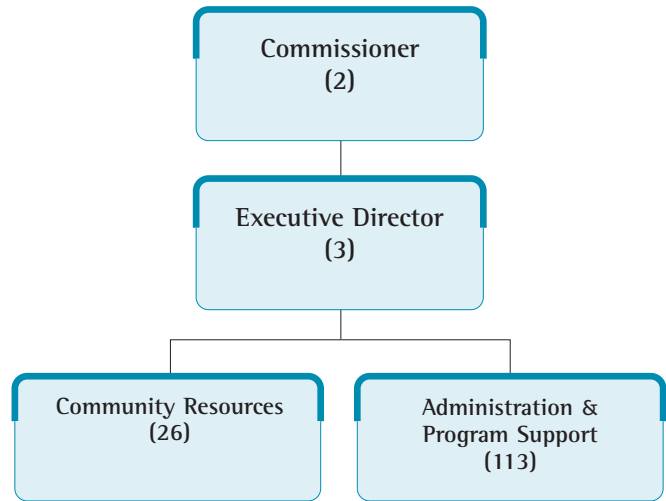 Commissioner
(2)
Executive Director
(3)
Community Resources
(26)
Administration &
Program Support
(113)